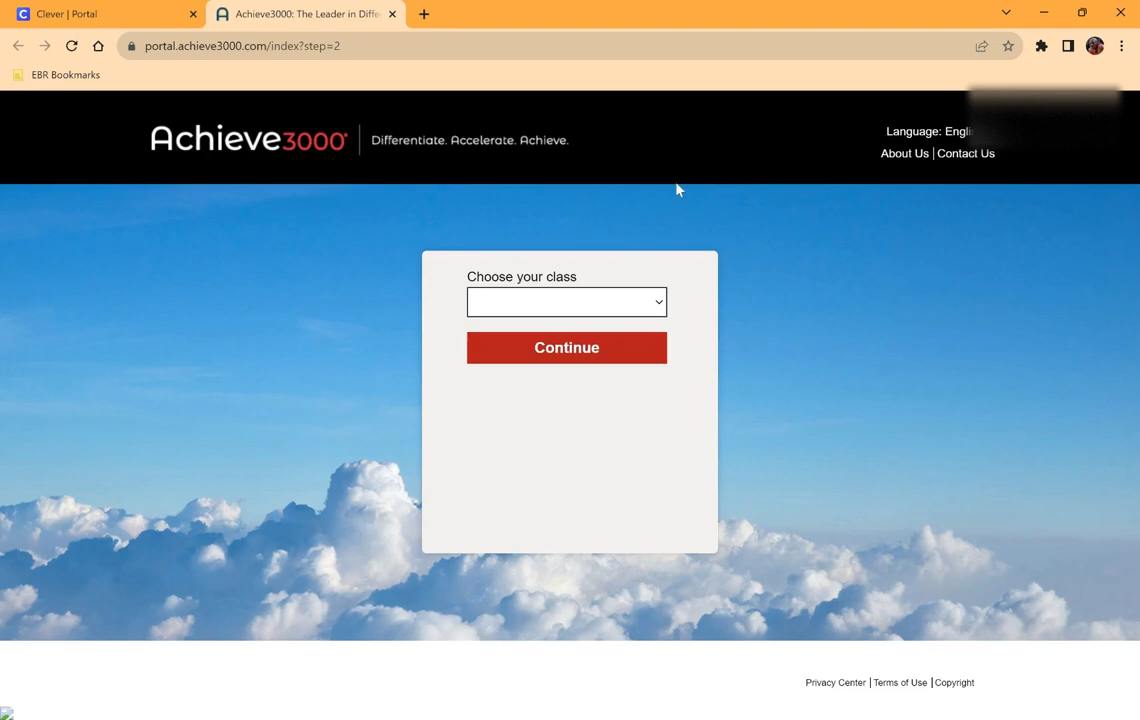 Clever | Portal
Achieve3000: The Leader in Diffe
portal.achieve3000.com/index?step=2
EBR Bookmarks
Achieve3000 Differentiate. Accelerate. Achieve.
Language: Engli
About Us | Contact Us
Choose your class
Continue
Privacy Center | Terms of Use | Copyright